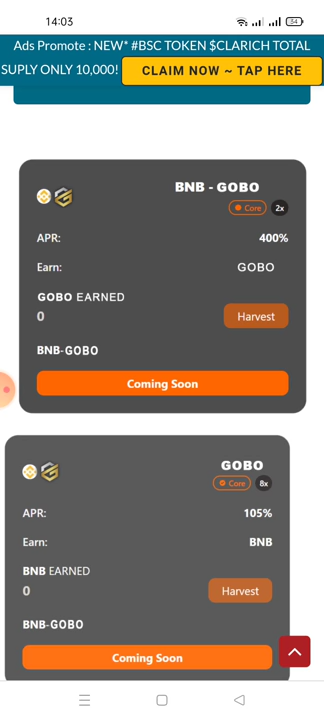 14:03
54
Ads Promote : NEW* #BSC TOKEN $CLARICH TOTAL
SUPLY ONLY 10,000!
CLAIM NOW ~ TAP HERE
BNB - GOBO
Core
2x
APR:
400%
Earn:
GOBO
GOBO EARNED
0
Harvest
BNB-GOBO
Coming Soon
GOBO
Core
8x
APR:
105%
Earn:
BNB
BNB EARNED
0
Harvest
BNB-GOBO
Coming Soon